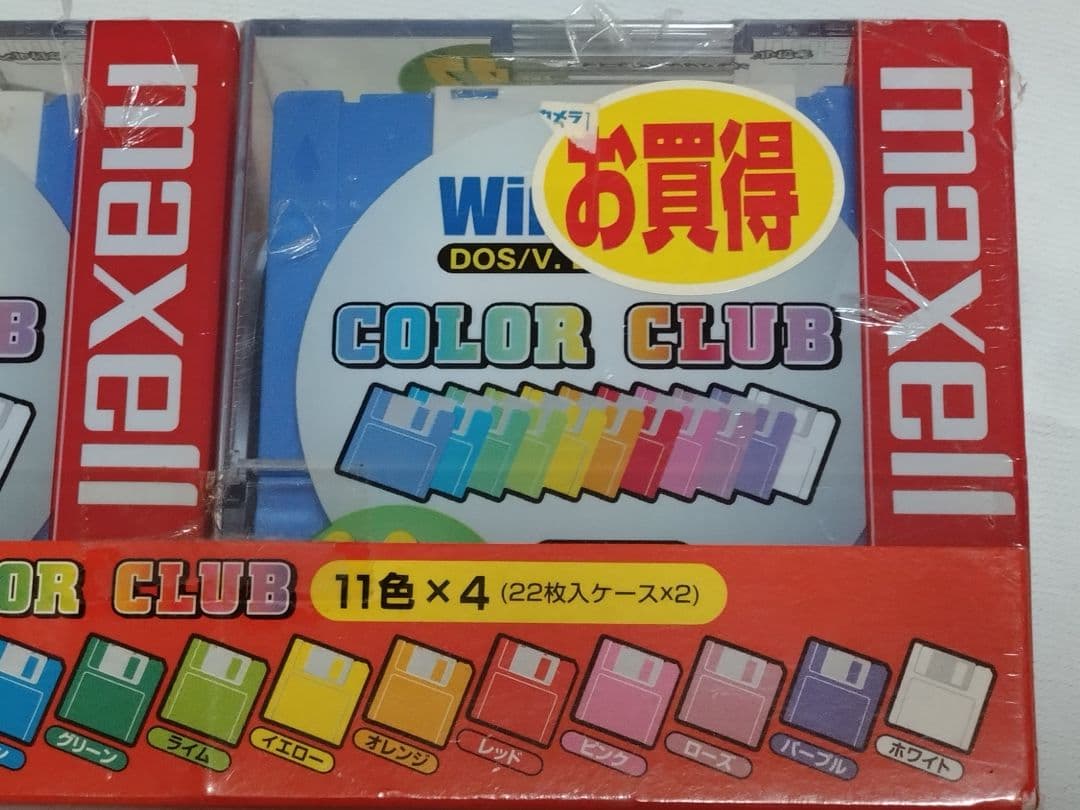 maxell
maxell
カメラ
お買得
Wi
DOS/V.
B
COLOR CLUB
OR CLUB 11色×4 (22枚入ケース×2)
ン
グリーン
ライム
イエロー
オレンジ
レッド
ピンク
ローズ
パープル
ホワイト